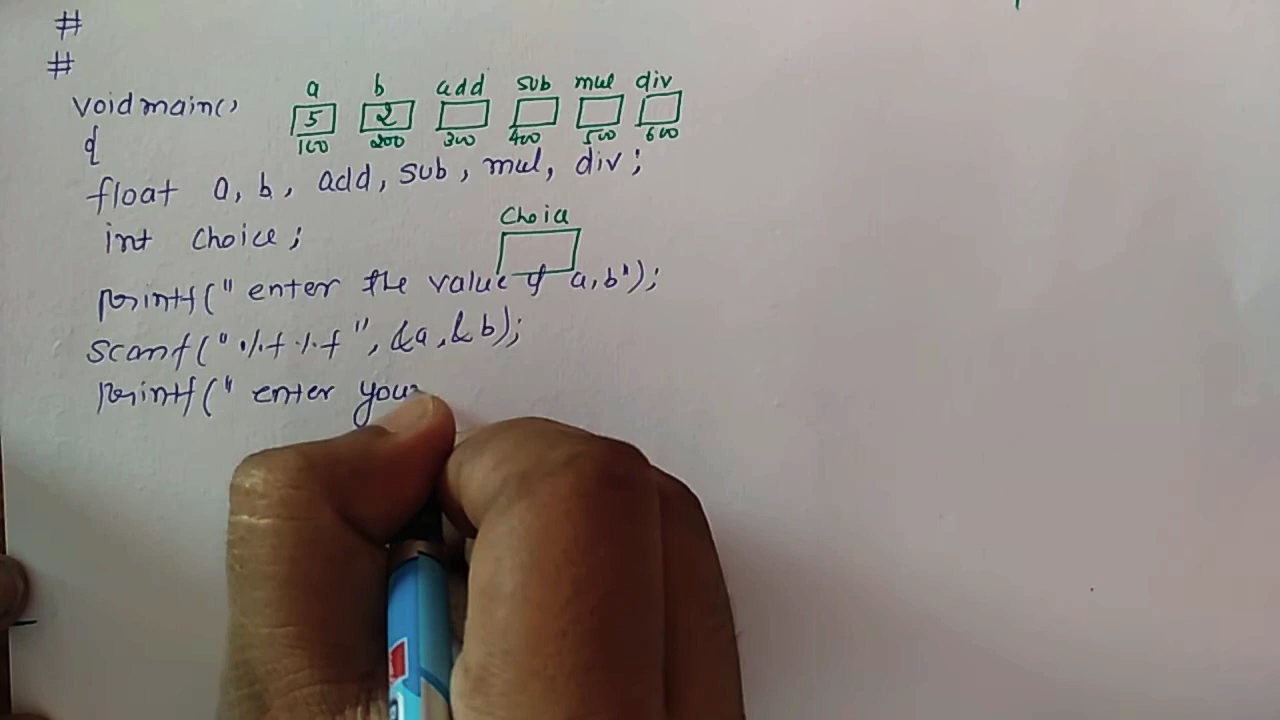 #
#
void main()
{
a b add sub mul div
5 2
100 200 300 400 500 600
float a, b, add, sub, mul, div;
int choice;
choice
printf(" enter the value of a,b");
scanf(" %f %f ", &a, &b);
printf(" enter your